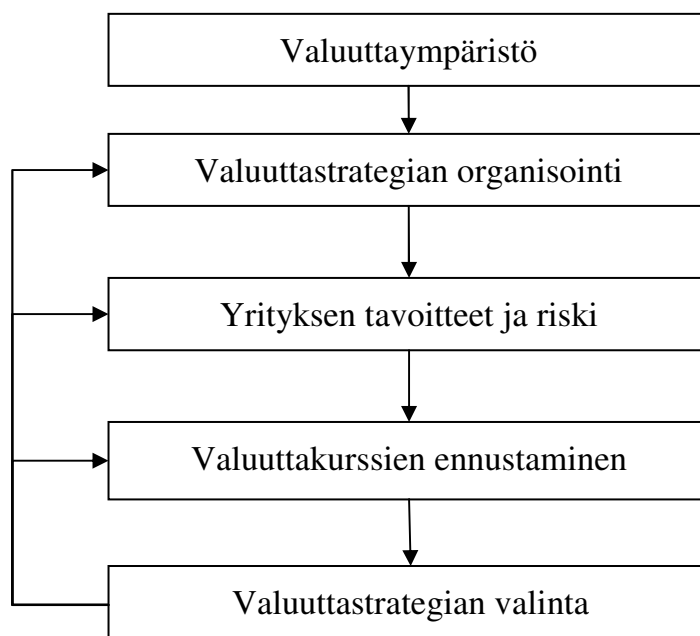 Valuuttaympäristö
Valuuttastrategian organisointi
Yrityksen tavoitteet ja riski
Valuuttakurssien ennustaminen
Valuuttastrategian valinta